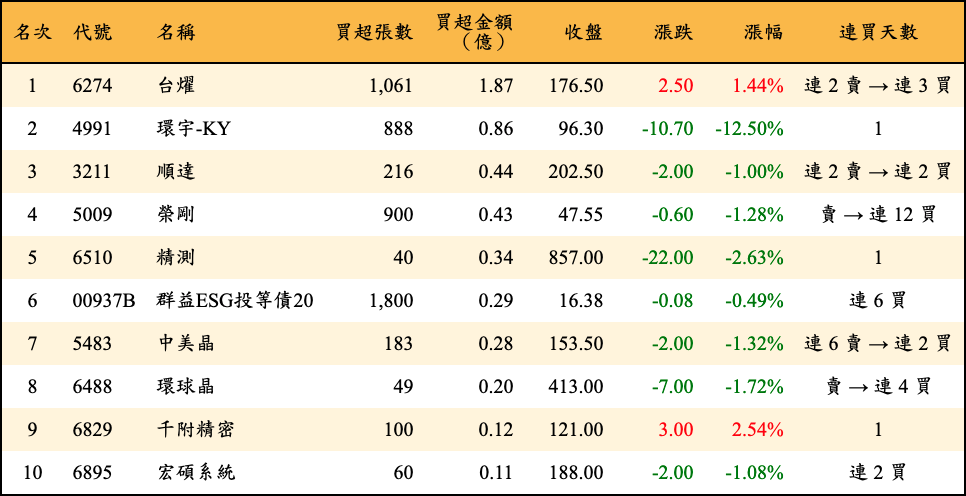 名次 代號 名稱 買超張數 買超金額（億） 收盤 漲跌 漲幅 連買天數
1 6274 台燿 1,061 1.87 176.50 2.50 1.44% 連 2 賣 → 連 3 買
2 4991 環宇-KY 888 0.86 96.30 -10.70 -12.50% 1
3 3211 順達 216 0.44 202.50 -2.00 -1.00% 連 2 賣 → 連 2 買
4 5009 榮剛 900 0.43 47.55 -0.60 -1.28% 賣 → 連 12 買
5 6510 精測 40 0.34 857.00 -22.00 -2.63% 1
6 00937B 群益ESG投等債20 1,800 0.29 16.38 -0.08 -0.49% 連 6 買
7 5483 中美晶 183 0.28 153.50 -2.00 -1.32% 連 6 賣 → 連 2 買
8 6488 環球晶 49 0.20 413.00 -7.00 -1.72% 賣 → 連 4 買
9 6829 千附精密 100 0.12 121.00 3.00 2.54% 1
10 6895 宏碩系統 60 0.11 188.00 -2.00 -1.08% 連 2 買